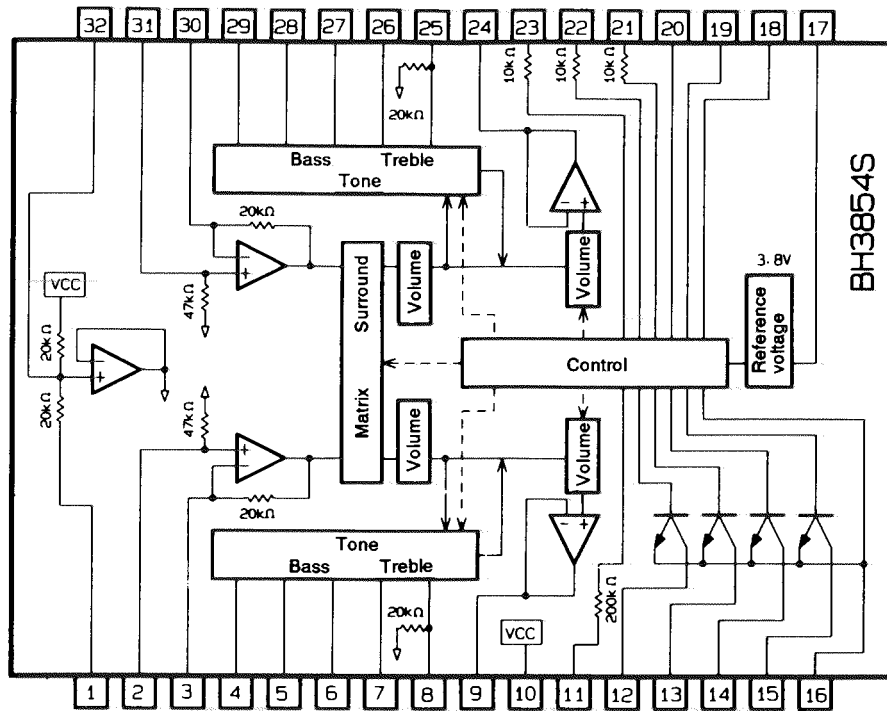 32 31 30 29 28 27 26 25 24 23 22 21 20 19 18 17
10kΩ 10kΩ 10kΩ
20kΩ
Bass Treble
Tone
20kΩ
BH3854S
3.8V
VCC
47kΩ
Surround
Volume
Volume
Reference
voltage
20kΩ
Control
20kΩ
47kΩ
Matrix
Volume
Volume
20kΩ
Tone
Bass Treble
20kΩ
VCC
200kΩ
1 2 3 4 5 6 7 8 9 10 11 12 13 14 15 16